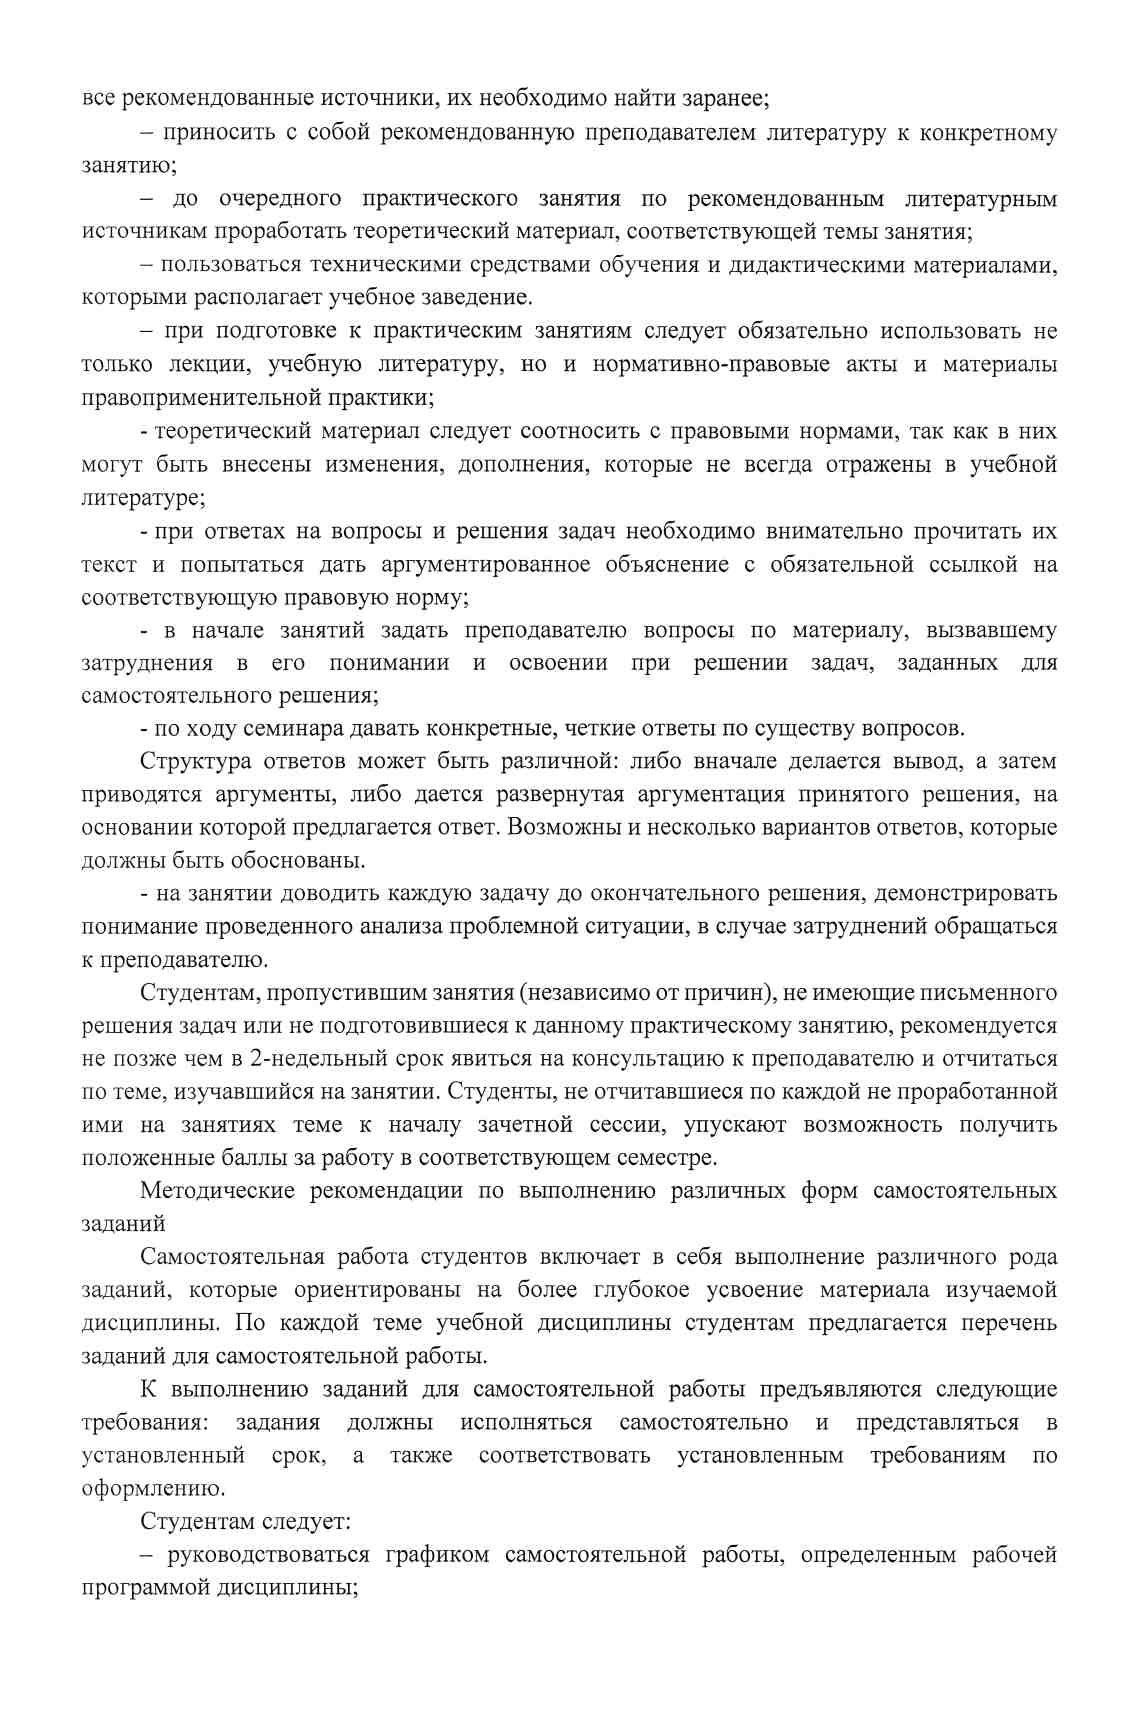 все рекомендованные источники, их необходимо найти заранее;
– приносить с собой рекомендованную преподавателем литературу к конкретному
занятию;
– до очередного практического занятия по рекомендованным литературным
источникам проработать теоретический материал, соответствующей темы занятия;
– пользоваться техническими средствами обучения и дидактическими материалами,
которыми располагает учебное заведение.
– при подготовке к практическим занятиям следует обязательно использовать не
только лекции, учебную литературу, но и нормативно-правовые акты и материалы
правоприменительной практики;
- теоретический материал следует соотносить с правовыми нормами, так как в них
могут быть внесены изменения, дополнения, которые не всегда отражены в учебной
литературе;
- при ответах на вопросы и решения задач необходимо внимательно прочитать их
текст и попытаться дать аргументированное объяснение с обязательной ссылкой на
соответствующую правовую норму;
- в начале занятий задать преподавателю вопросы по материалу, вызвавшему
затруднения в его понимании и освоении при решении задач, заданных для
самостоятельного решения;
- по ходу семинара давать конкретные, четкие ответы по существу вопросов.
Структура ответов может быть различной: либо вначале делается вывод, а затем
приводятся аргументы, либо дается развернутая аргументация принятого решения, на
основании которой предлагается ответ. Возможны и несколько вариантов ответов, которые
должны быть обоснованы.
- на занятии доводить каждую задачу до окончательного решения, демонстрировать
понимание проведенного анализа проблемной ситуации, в случае затруднений обращаться
к преподавателю.
Студентам, пропустившим занятия (независимо от причин), не имеющие письменного
решения задач или не подготовившиеся к данному практическому занятию, рекомендуется
не позже чем в 2-недельный срок явиться на консультацию к преподавателю и отчитаться
по теме, изучавшийся на занятии. Студенты, не отчитавшиеся по каждой не проработанной
ими на занятиях теме к началу зачетной сессии, упускают возможность получить
положенные баллы за работу в соответствующем семестре.
Методические рекомендации по выполнению различных форм самостоятельных
заданий
Самостоятельная работа студентов включает в себя выполнение различного рода
заданий, которые ориентированы на более глубокое усвоение материала изучаемой
дисциплины. По каждой теме учебной дисциплины студентам предлагается перечень
заданий для самостоятельной работы.
К выполнению заданий для самостоятельной работы предъявляются следующие
требования: задания должны исполняться самостоятельно и представляться в
установленный срок, а также соответствовать установленным требованиям по
оформлению.
Студентам следует:
– руководствоваться графиком самостоятельной работы, определенным рабочей
программой дисциплины;